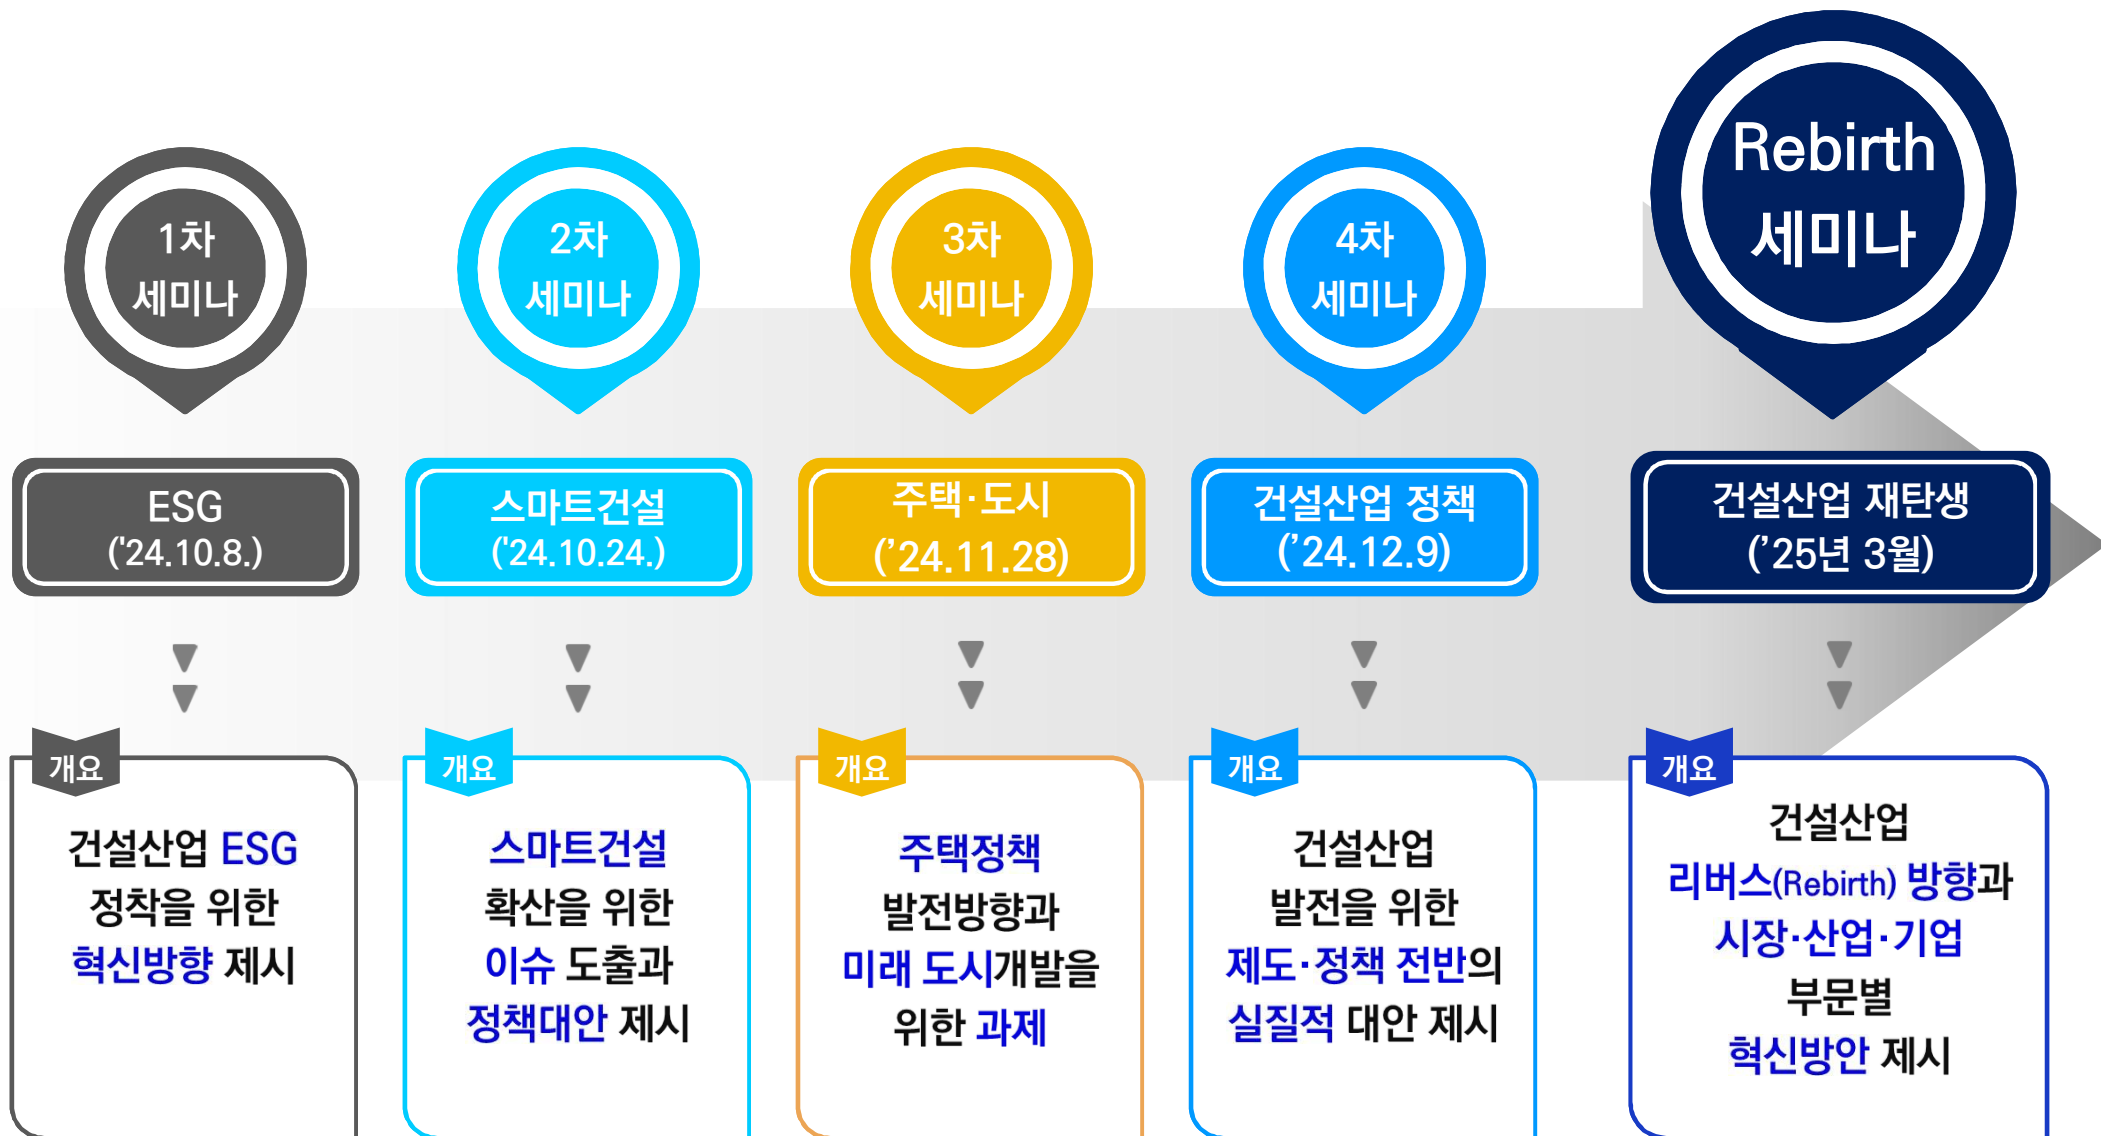 1차
세미나
ESG
('24.10.8.)
개요
건설산업 ESG
정착을 위한
혁신방향 제시
2차
세미나
스마트건설
('24.10.24.)
개요
스마트건설
확산을 위한
이슈 도출과
정책대안 제시
3차
세미나
주택·도시
(’24.11.28)
개요
주택정책
발전방향과
미래 도시개발을
위한 과제
4차
세미나
건설산업 정책
(’24.12.9)
개요
건설산업
발전을 위한
제도·정책 전반의
실질적 대안 제시
Rebirth
세미나
건설산업 재탄생
(’25년 3월)
개요
건설산업
리버스(Rebirth) 방향과
시장·산업·기업
부문별
혁신방안 제시